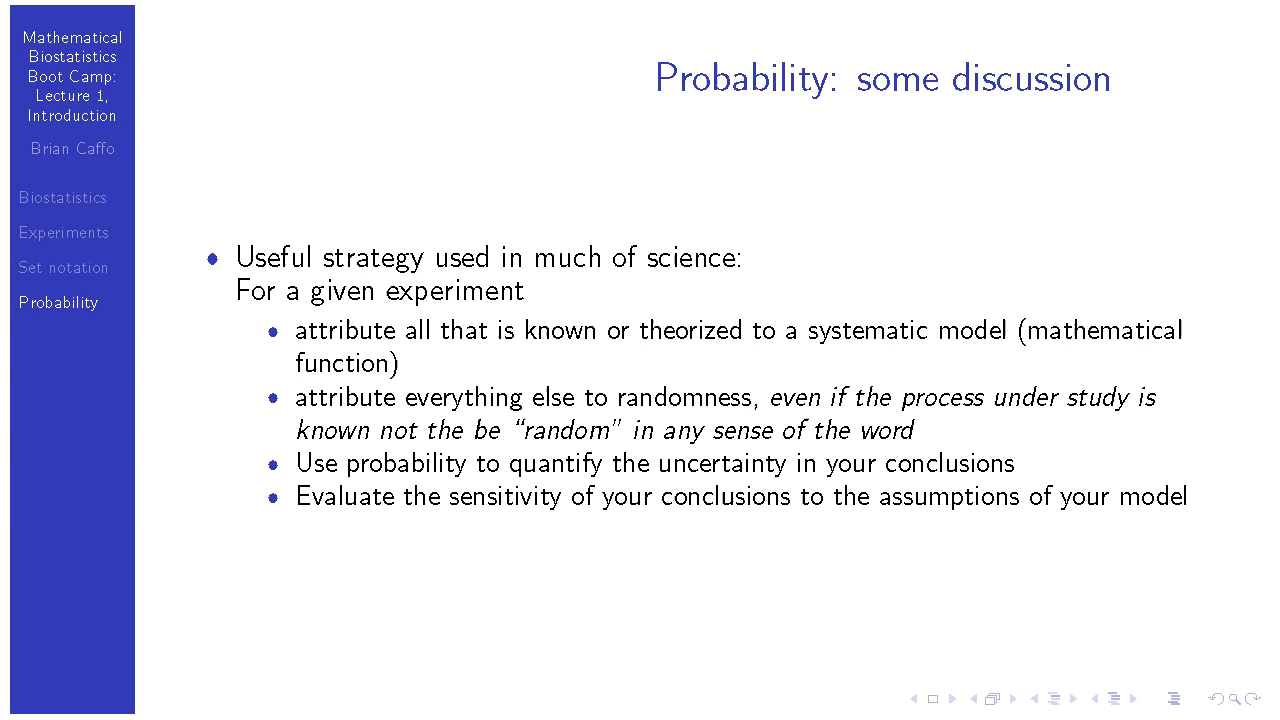 Mathematical
Biostatistics
Boot Camp:
Lecture 1,
Introduction
Brian Caffo
Biostatistics
Experiments
Set notation
Probability
Probability: some discussion
• Useful strategy used in much of science:
For a given experiment
• attribute all that is known or theorized to a systematic model (mathematical
function)
• attribute everything else to randomness, even if the process under study is
known not the be “random” in any sense of the word
• Use probability to quantify the uncertainty in your conclusions
• Evaluate the sensitivity of your conclusions to the assumptions of your model